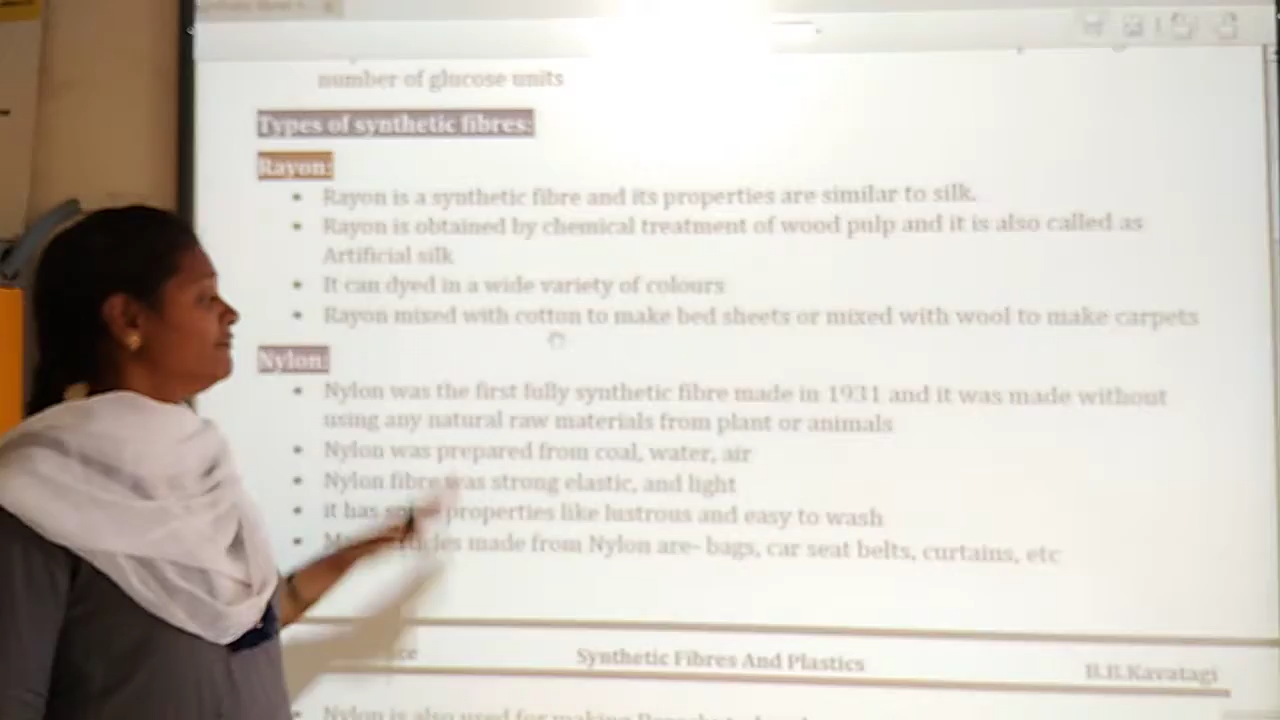 number of glucose units
Types of synthetic fibres:
Rayon:
• Rayon is a synthetic fibre and its properties are similar to silk.
• Rayon is obtained by chemical treatment of wood pulp and it is also called as
Artificial silk
• It can dyed in a wide variety of colours
• Rayon mixed with cotton to make bed sheets or mixed with wool to make carpets
Nylon:
• Nylon was the first fully synthetic fibre made in 1931 and it was made without
using any natural raw materials from plant or animals
• Nylon was prepared from coal, water, air
• Nylon fibre was strong elastic, and light
• it has properties like lustrous and easy to wash
• made from Nylon are- bags, car seat belts, curtains, etc
Synthetic Fibres And Plastics B.B.Kavatagi
Nylon is also used for making